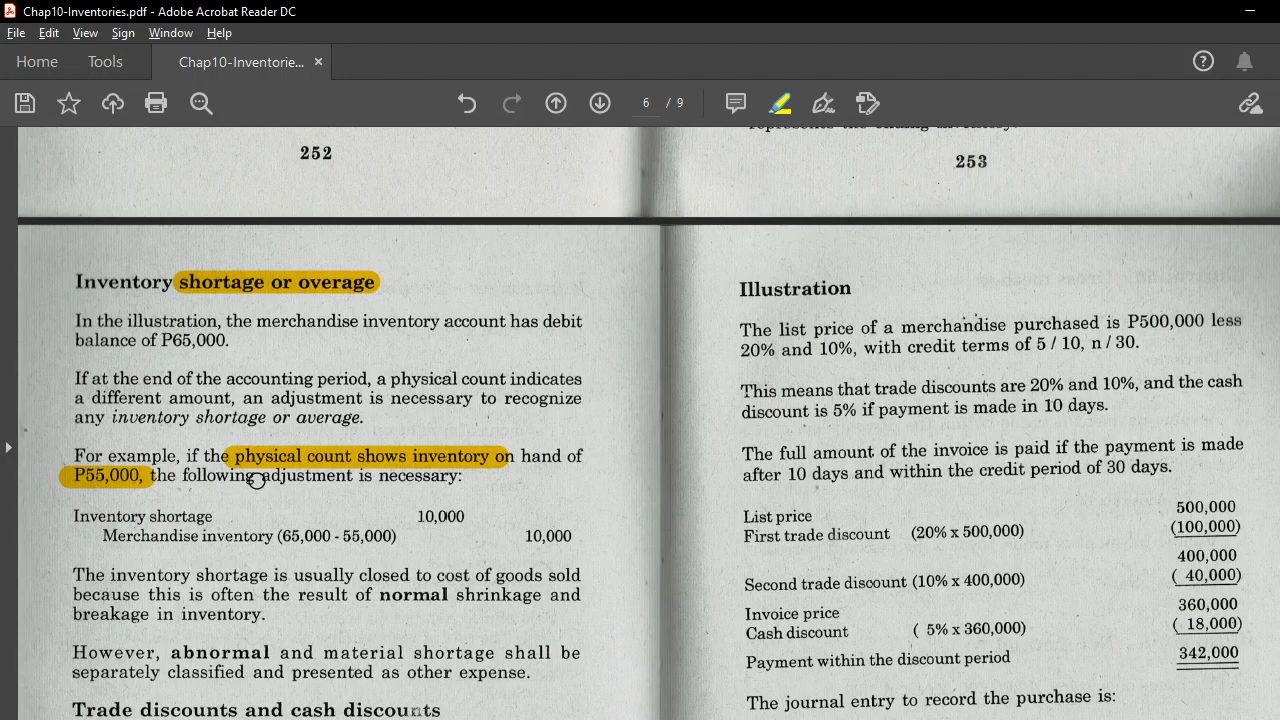 Chap10-Inventories.pdf - Adobe Acrobat Reader DC
File Edit View Sign Window Help
Home Tools Chap10-Inventorie... ×
6 / 9
252
253
Inventory shortage or overage
In the illustration, the merchandise inventory account has debit
balance of P65,000.
If at the end of the accounting period, a physical count indicates
a different amount, an adjustment is necessary to recognize
any inventory shortage or average.
For example, if the physical count shows inventory on hand of
P55,000, the following adjustment is necessary:
Inventory shortage 10,000
Merchandise inventory (65,000 - 55,000) 10,000
The inventory shortage is usually closed to cost of goods sold
because this is often the result of normal shrinkage and
breakage in inventory.
However, abnormal and material shortage shall be
separately classified and presented as other expense.
Trade discounts and cash discounts
Illustration
The list price of a merchandise purchased is P500,000 less
20% and 10%, with credit terms of 5 / 10, n / 30.
This means that trade discounts are 20% and 10%, and the cash
discount is 5% if payment is made in 10 days.
The full amount of the invoice is paid if the payment is made
after 10 days and within the credit period of 30 days.
List price 500,000
First trade discount (20% x 500,000) (100,000)
400,000
Second trade discount (10% x 400,000) ( 40,000)
Invoice price 360,000
Cash discount ( 5% x 360,000) ( 18,000)
Payment within the discount period 342,000
The journal entry to record the purchase is: